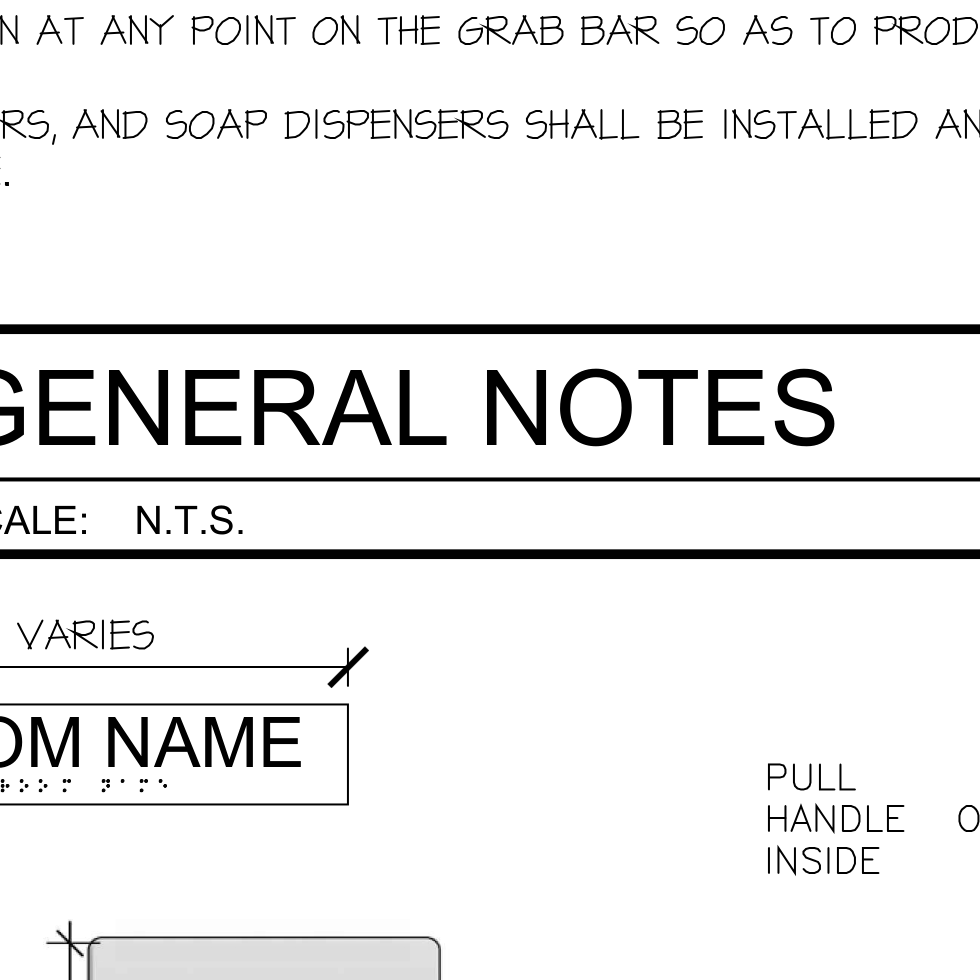 N AT ANY POINT ON THE GRAB BAR SO AS TO PROD
RS, AND SOAP DISPENSERS SHALL BE INSTALLED AN
GENERAL NOTES
CALE: N.T.S.
VARIES
OM NAME
⠗⠕⠕⠍ ⠝⠁⠍⠑
PULL
HANDLE O
INSIDE